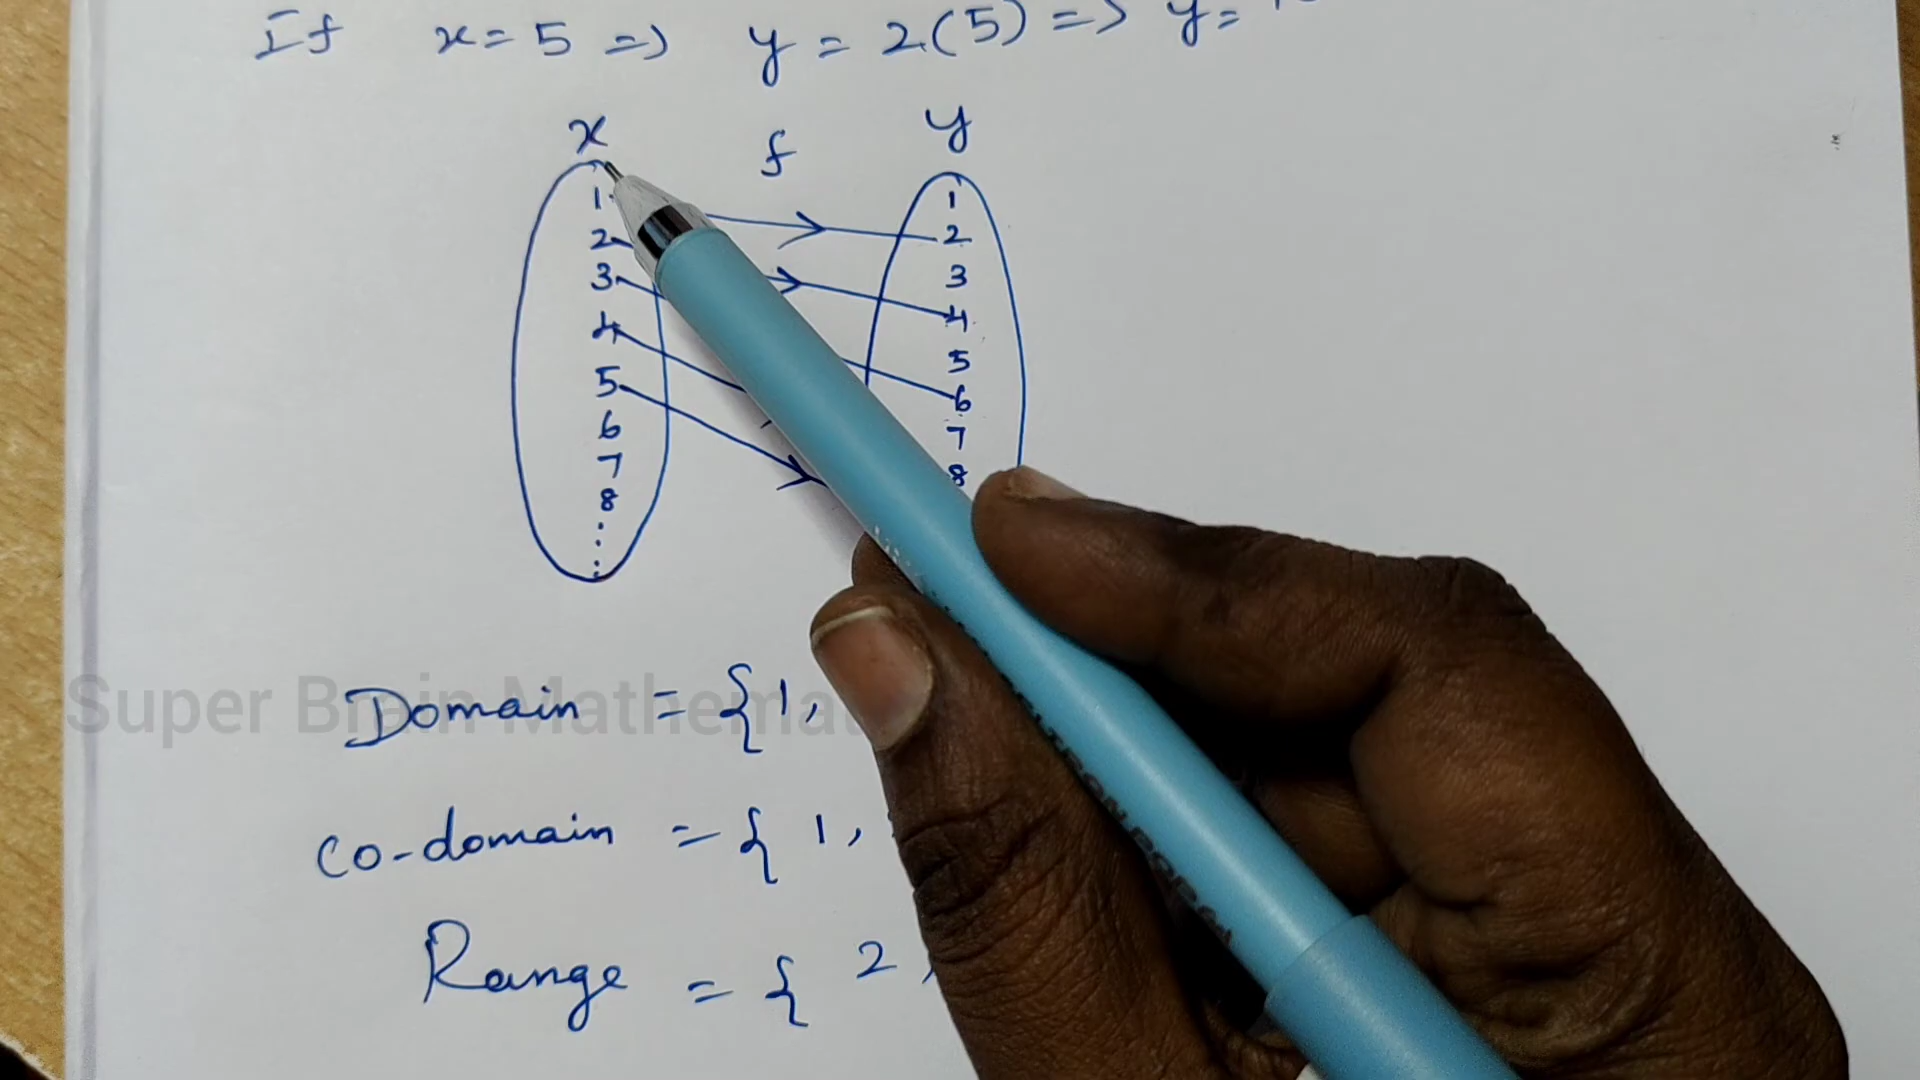 If x = 5 => y = 2(5) => y =
x f y
1 1
2 2
3 3
4 4
5 5
6 6
7 7
8 8
Domain = {1,
Co-domain = { 1,
Range = { 2,
Super Brain Mathematics